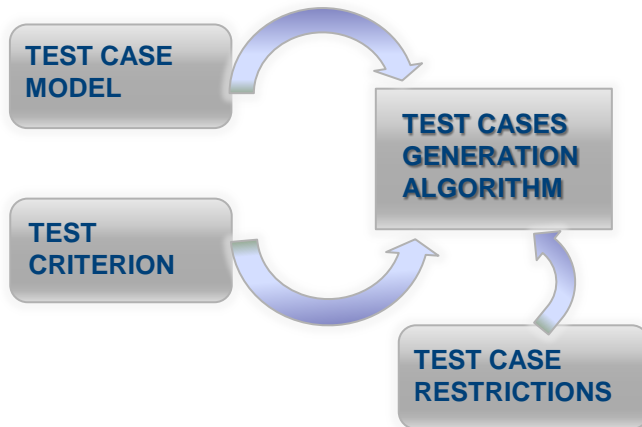 TEST CASE
MODEL
TEST CASES
GENERATION
ALGORITHM
TEST
CRITERION
TEST CASE
RESTRICTIONS